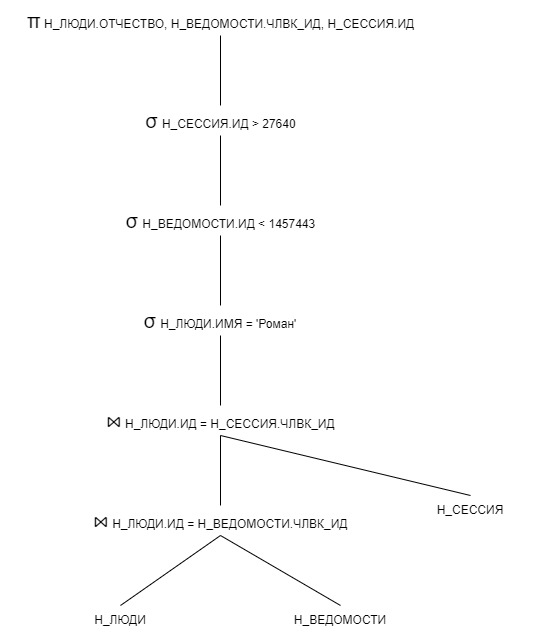 π Н_ЛЮДИ.ОТЧЕСТВО, Н_ВЕДОМОСТИ.ЧЛВК_ИД, Н_СЕССИЯ.ИД
σ Н_СЕССИЯ.ИД > 27640
σ Н_ВЕДОМОСТИ.ИД < 1457443
σ Н_ЛЮДИ.ИМЯ = 'Роман'
⋈ Н_ЛЮДИ.ИД = Н_СЕССИЯ.ЧЛВК_ИД
Н_СЕССИЯ
⋈ Н_ЛЮДИ.ИД = Н_ВЕДОМОСТИ.ЧЛВК_ИД
Н_ЛЮДИ
Н_ВЕДОМОСТИ